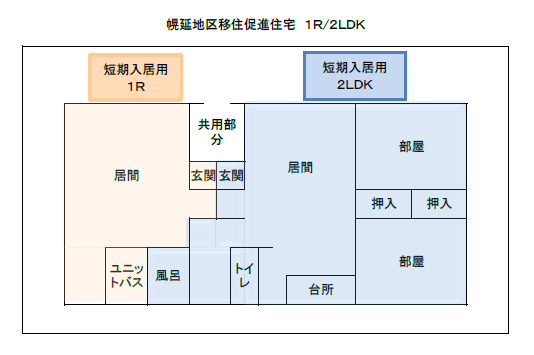 幌延地区移住促進住宅 1R/2LDK
短期入居用
1R
短期入居用
2LDK
共用部
分
居間
玄関
玄関
居間
部屋
押入
押入
ユニッ
トバス
風呂
トイ
レ
台所
部屋